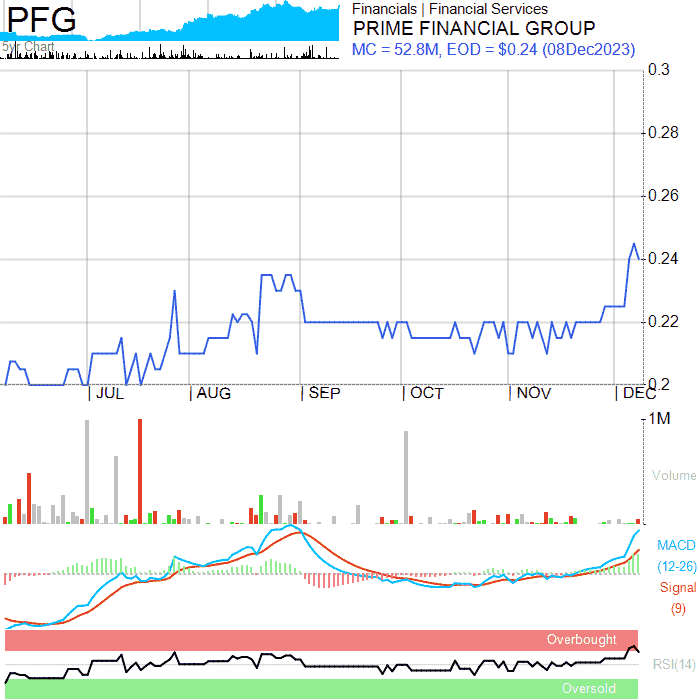 PFG
5yr Chart
Financials | Financial Services
PRIME FINANCIAL GROUP
MC = 52.8M, EOD = $0.24 (08Dec2023)
0.3
0.28
0.26
0.24
0.22
0.2
JUL AUG SEP OCT NOV DEC
1M
Volume
MACD
(12-26)
Signal
(9)
Overbought
RSI(14)
Oversold